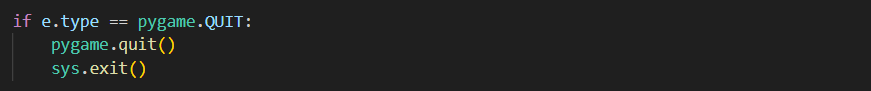 if e.type == pygame.QUIT:
    pygame.quit()
    sys.exit()